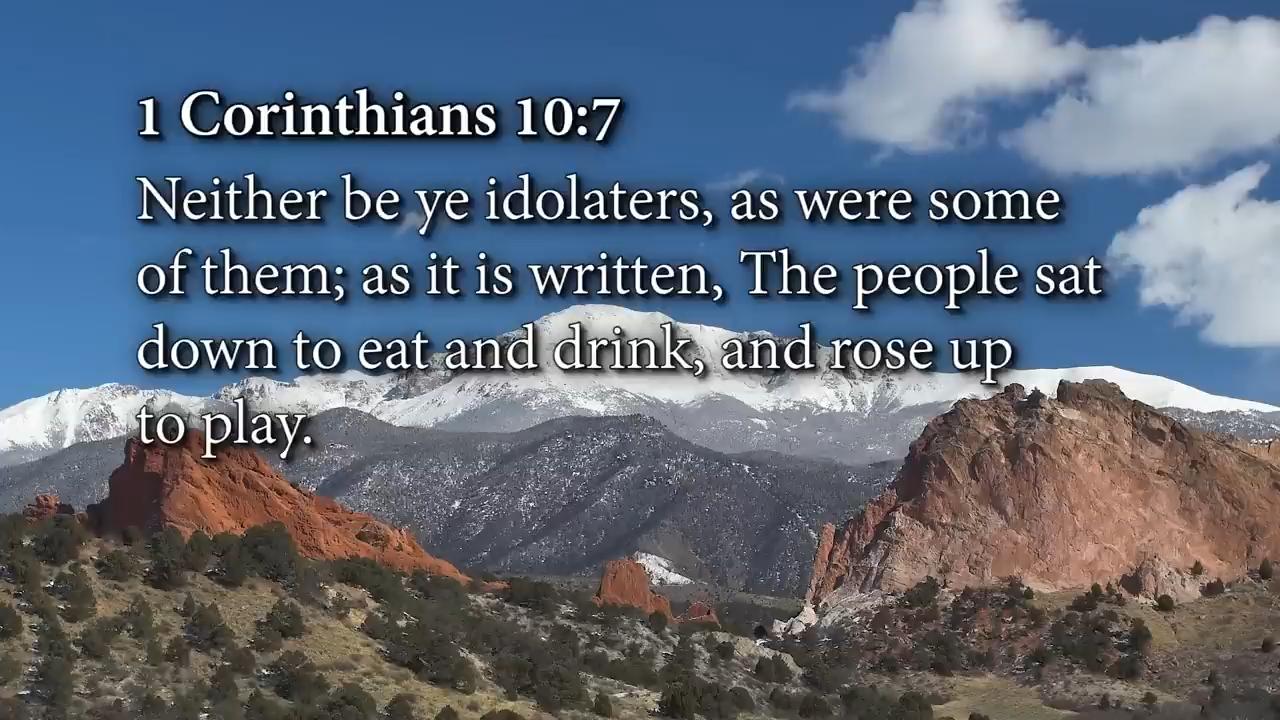 1 Corinthians 10:7
Neither be ye idolaters, as were some
of them; as it is written, The people sat
down to eat and drink, and rose up
to play.